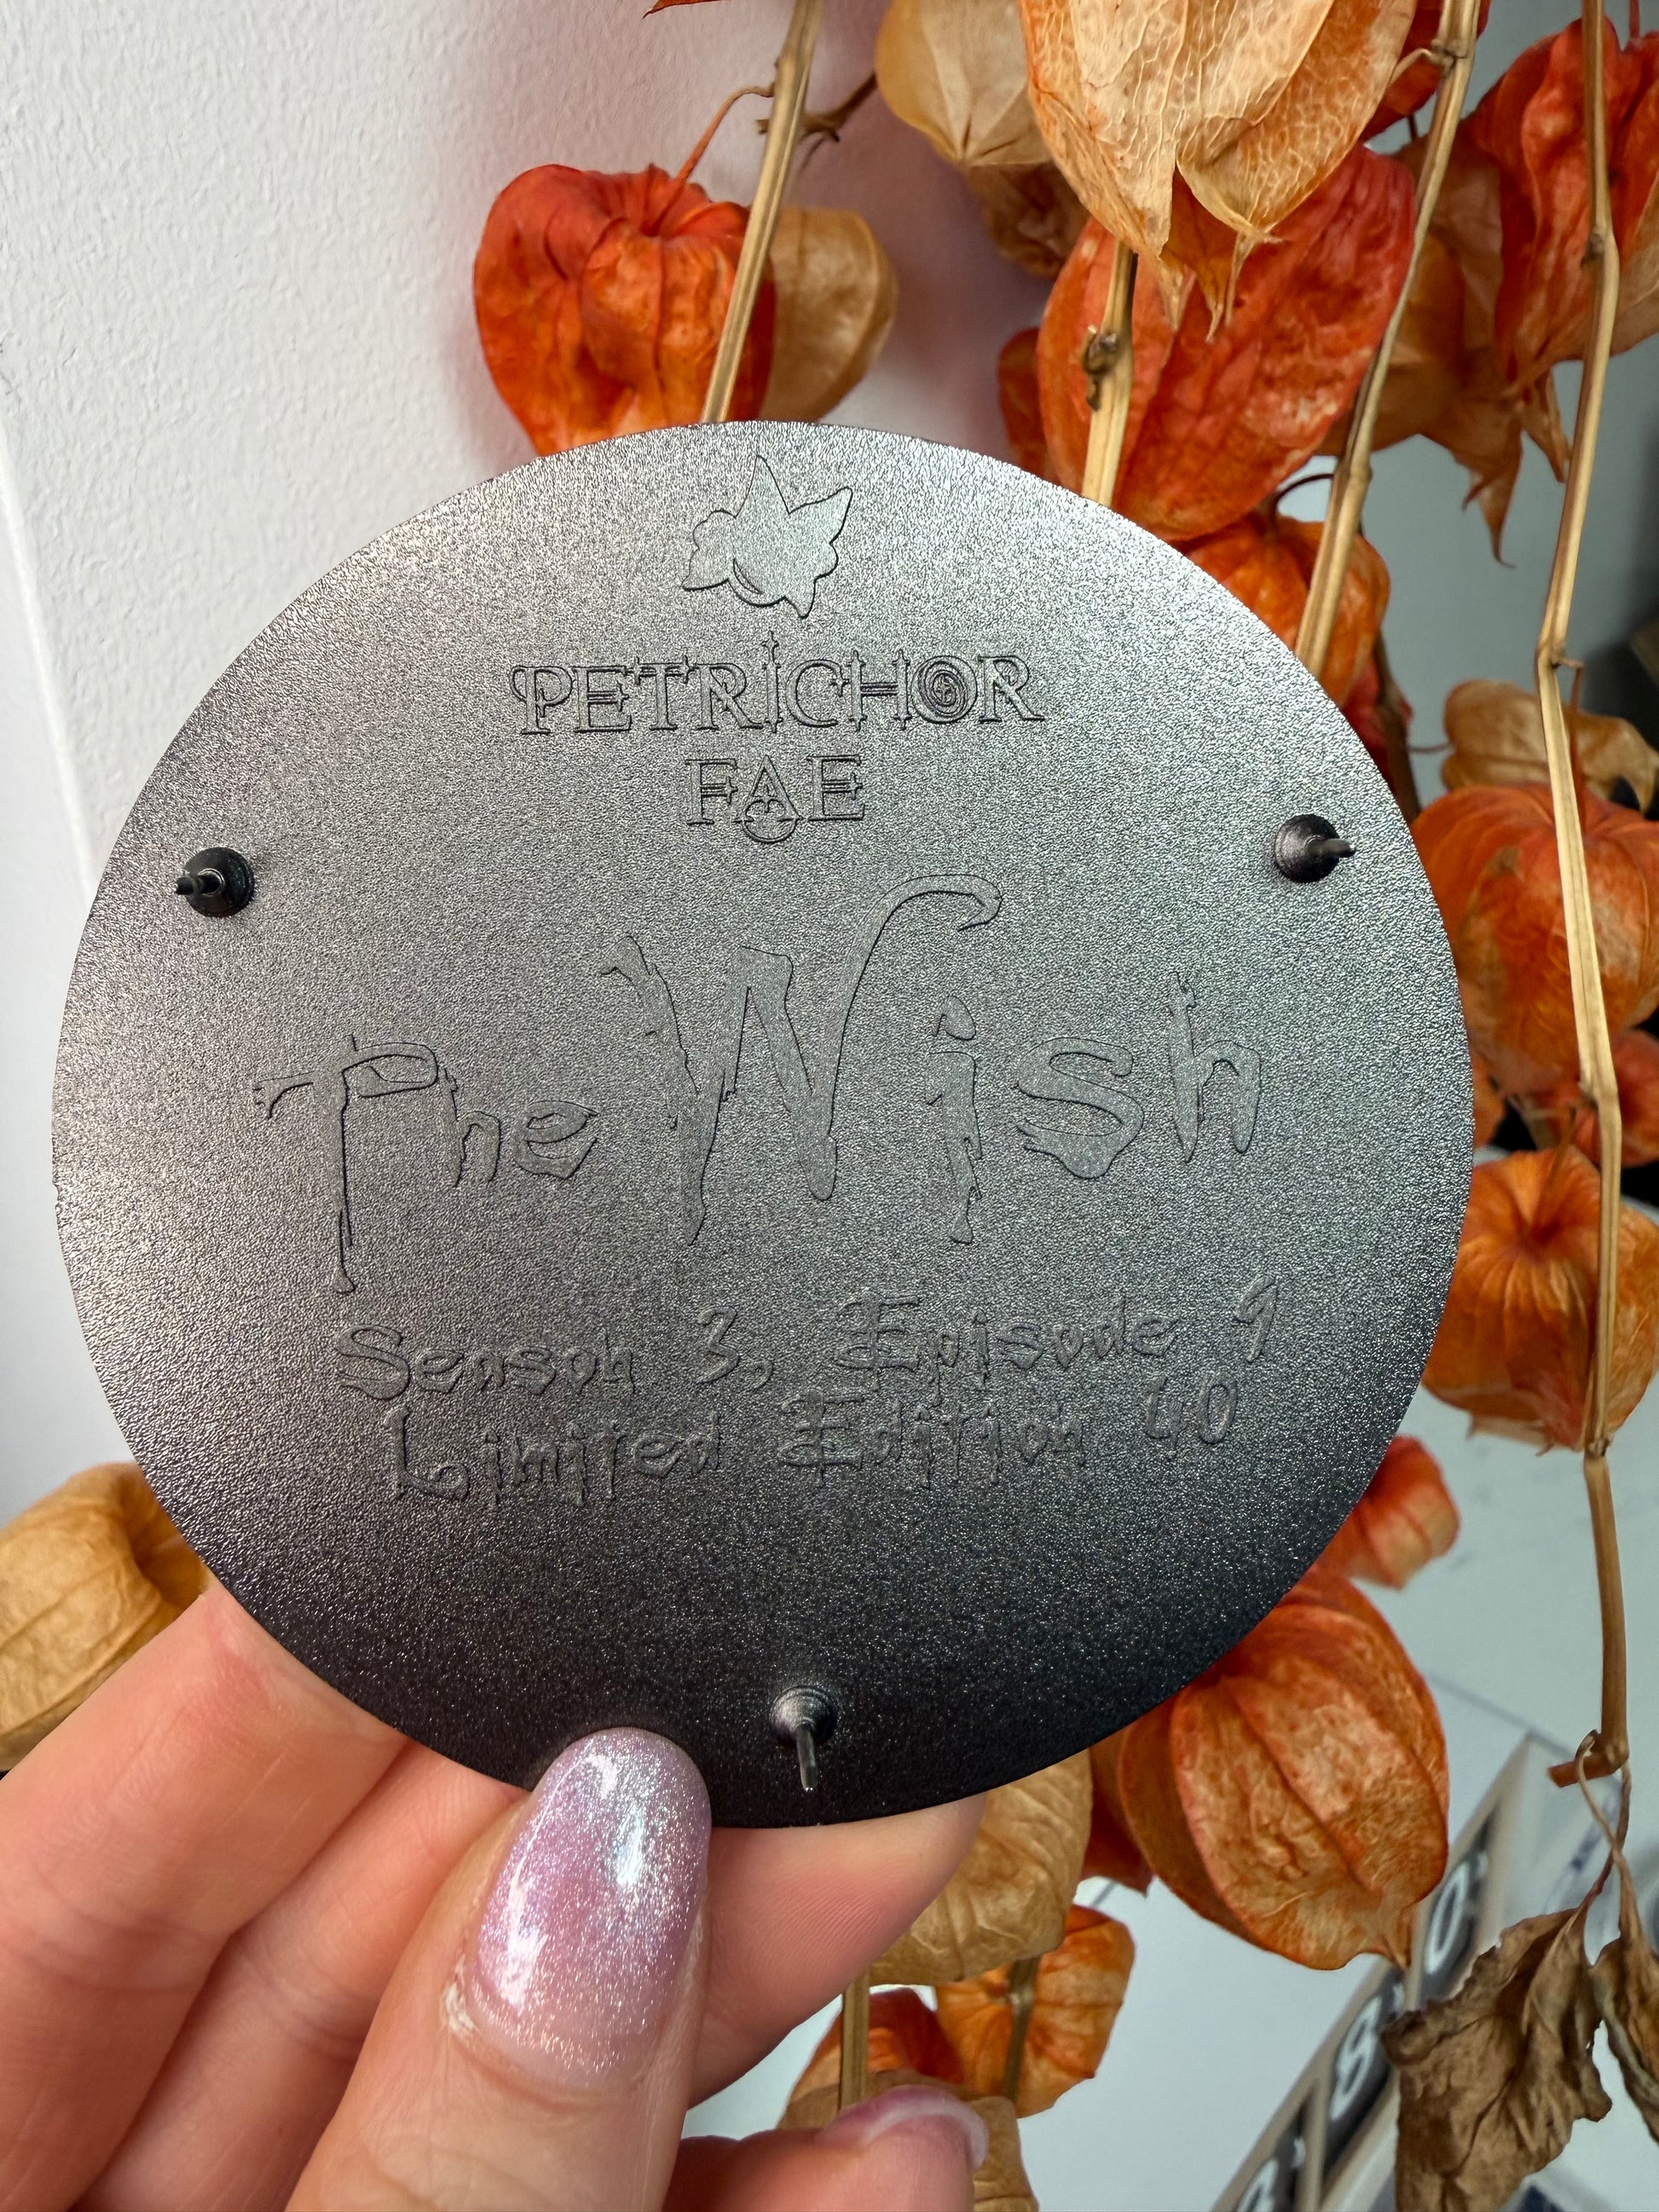 PETRICHOR
FAE
The Wish
Season 3, Episode 9
Limited Edition 40